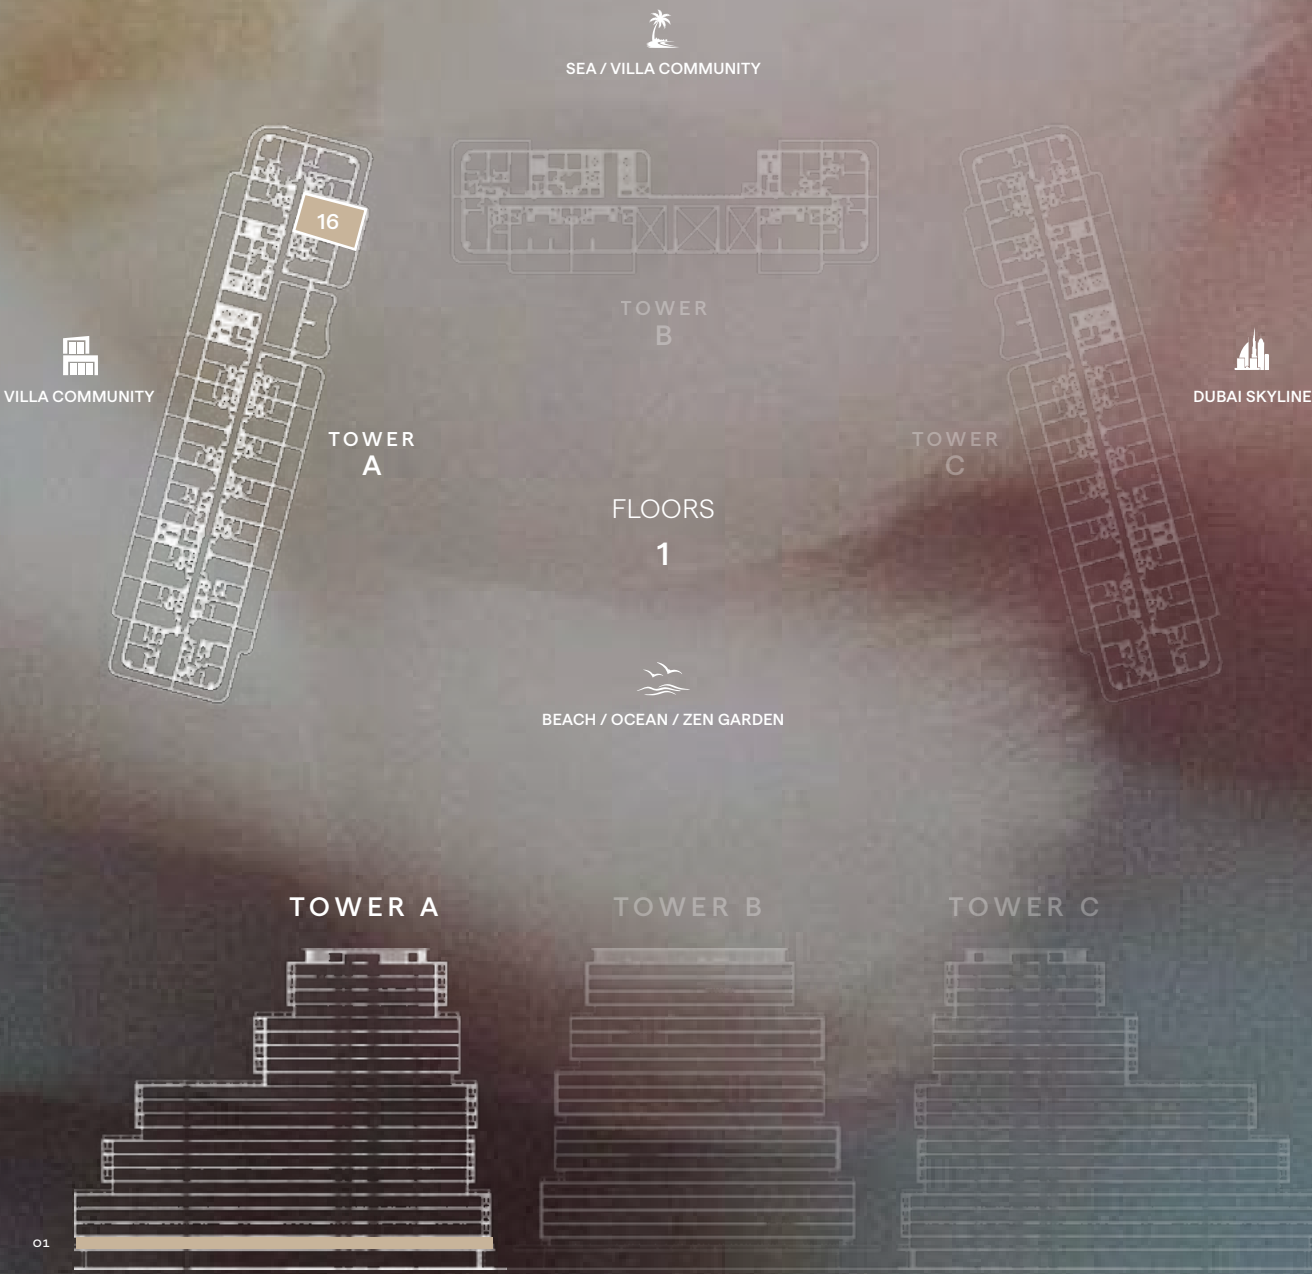 SEA / VILLA COMMUNITY
16
TOWER
B
VILLA COMMUNITY
DUBAI SKYLINE
TOWER
A
TOWER
C
FLOORS
1
BEACH / OCEAN / ZEN GARDEN
TOWER A
TOWER B
TOWER C
01